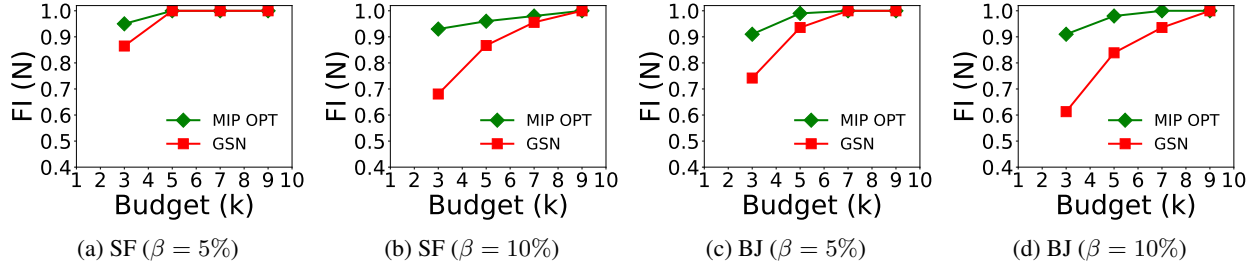 FI (N)
1.0
0.9
0.8
0.7
0.6
0.5
0.4
MIP OPT
GSN
1 2 3 4 5 6 7 8 9 10
Budget (k)
(a) SF (β = 5%)
FI (N)
1.0
0.9
0.8
0.7
0.6
0.5
0.4
MIP OPT
GSN
1 2 3 4 5 6 7 8 9 10
Budget (k)
(b) SF (β = 10%)
FI (N)
1.0
0.9
0.8
0.7
0.6
0.5
0.4
MIP OPT
GSN
1 2 3 4 5 6 7 8 9 10
Budget (k)
(c) BJ (β = 5%)
FI (N)
1.0
0.9
0.8
0.7
0.6
0.5
0.4
MIP OPT
GSN
1 2 3 4 5 6 7 8 9 10
Budget (k)
(d) BJ (β = 10%)